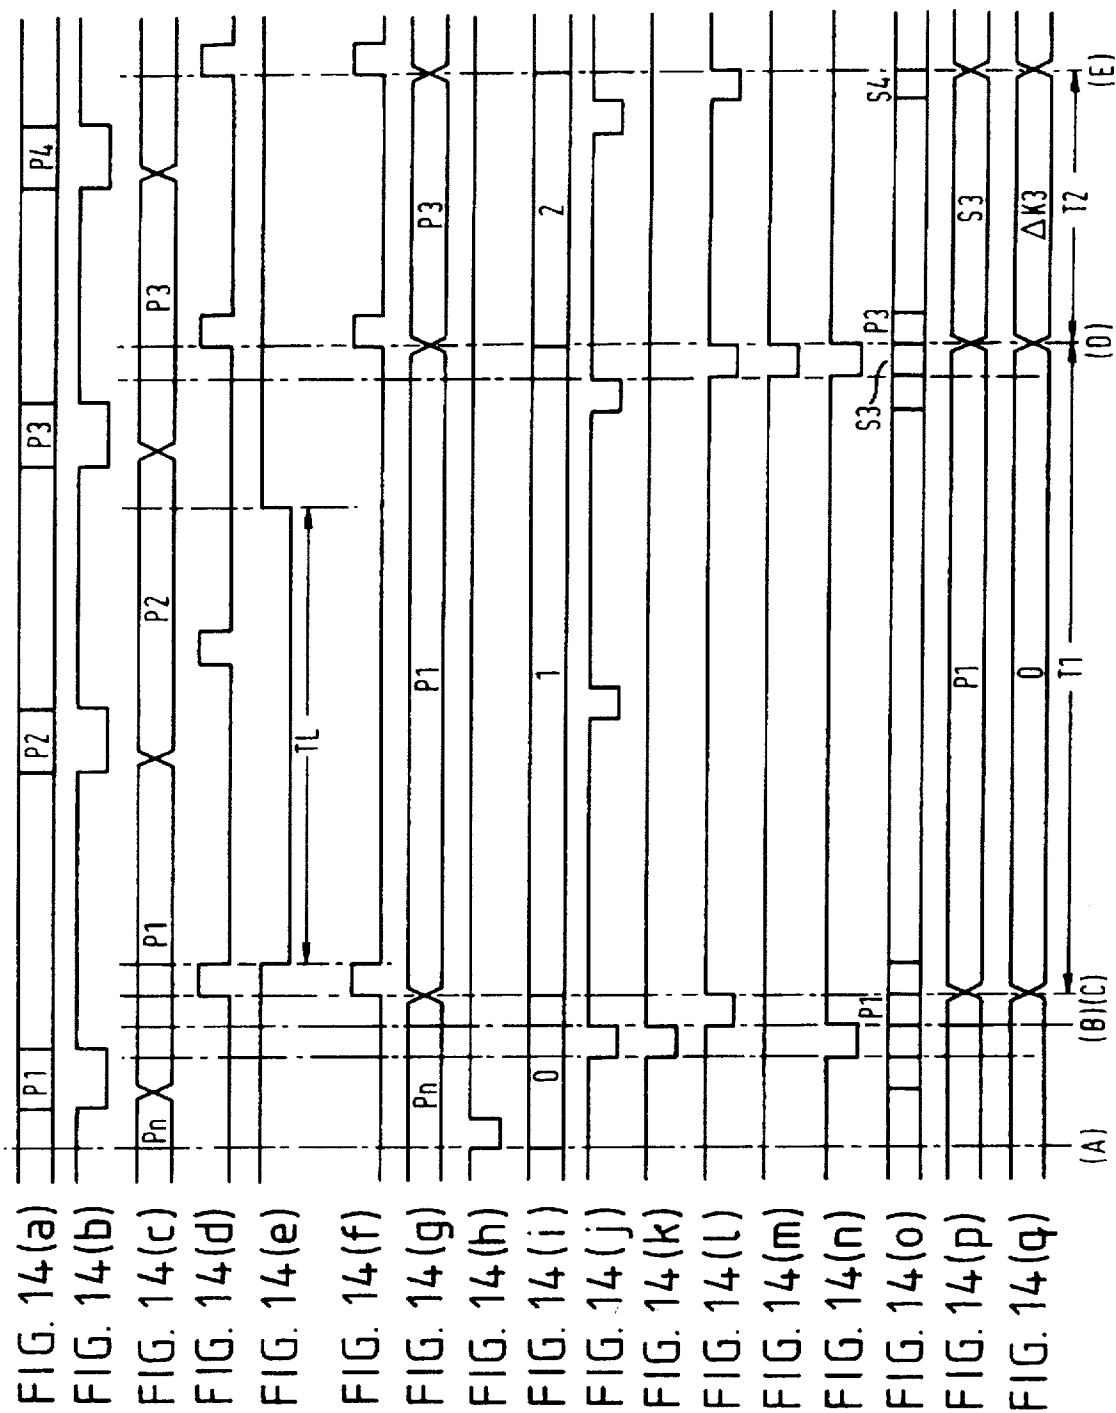 FIG. 14(a) P1 P2 P3 P4
FIG. 14(b)
FIG. 14(c) Pn P1 P2 P3
FIG. 14(d)
FIG. 14(e) TL
FIG. 14(f)
FIG. 14(g) Pn P1 P3
FIG. 14(h)
FIG. 14(i) 0 1 2
FIG. 14(j)
FIG. 14(k)
FIG. 14(l)
FIG. 14(m)
FIG. 14(n)
FIG. 14(o) P1 S3 P3 S4
FIG. 14(p) P1 S3
FIG. 14(q) 0 ΔK3
T1 T2
(A) (B)(C) (D) (E)